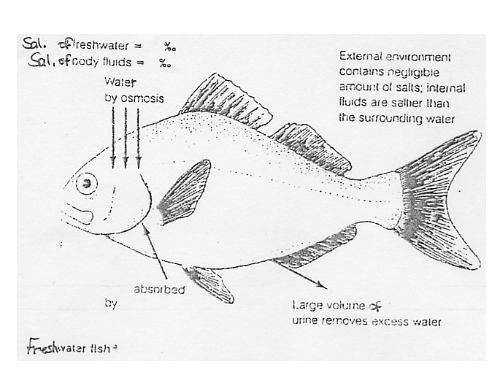 Sal. of freshwater = ‰
Sal. of body fluids = ‰
Water
by osmosis
External environment
contains negligible
amount of salts; internal
fluids are saltier than
the surrounding water
absorbed
by
Large volume of
urine removes excess water
Freshwater fish